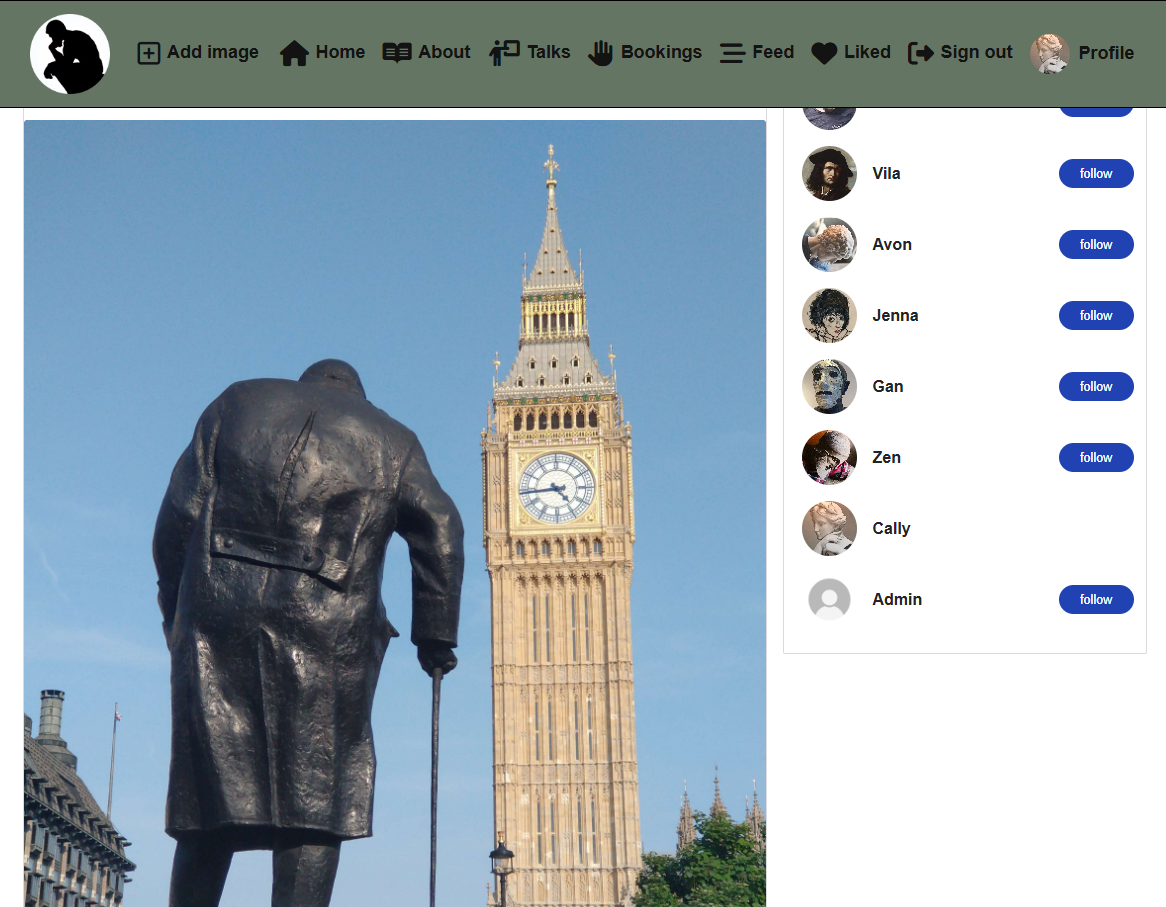 Add image Home About Talks Bookings Feed Liked Sign out Profile
Vila follow
Avon follow
Jenna follow
Gan follow
Zen follow
Cally
Admin follow